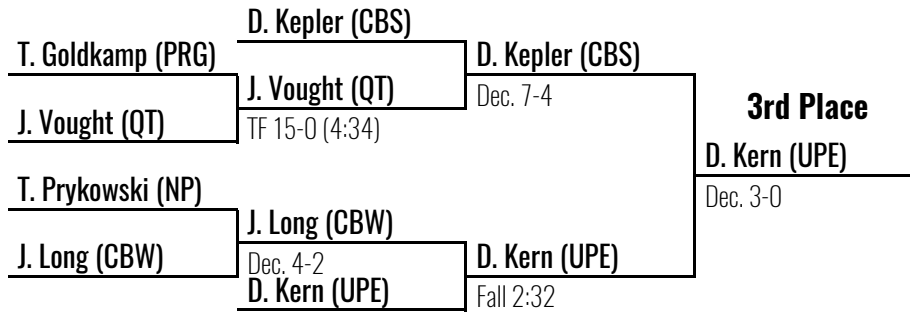 D. Kepler (CBS)
T. Goldkamp (PRG)
D. Kepler (CBS)
J. Vought (QT)
Dec. 7-4
3rd Place
J. Vought (QT)
TF 15-0 (4:34)
D. Kern (UPE)
T. Prykowski (NP)
Dec. 3-0
J. Long (CBW)
J. Long (CBW)
Dec. 4-2
D. Kern (UPE)
D. Kern (UPE)
Fall 2:32